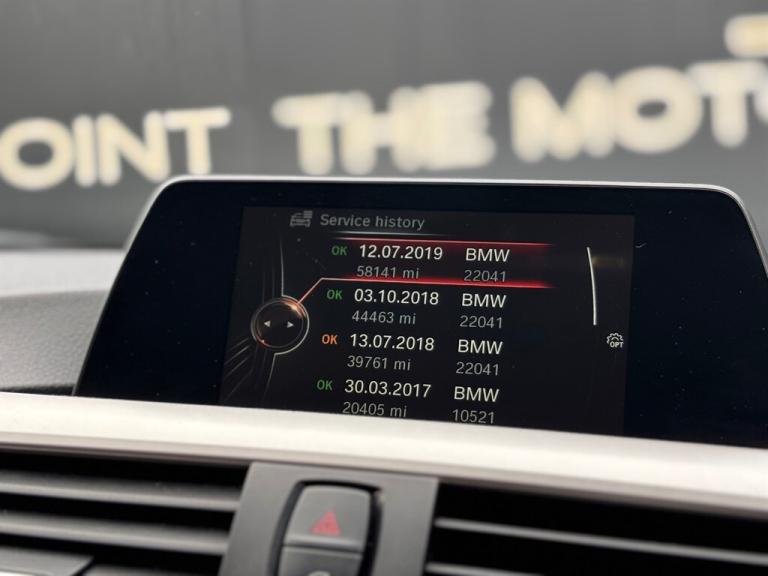 OINT THE MOT
Service history
OK 12.07.2019 BMW
58141 mi 22041
OK 03.10.2018 BMW
44463 mi 22041
OK 13.07.2018 BMW
39761 mi 22041
OK 30.03.2017 BMW
20405 mi 10521
OPT